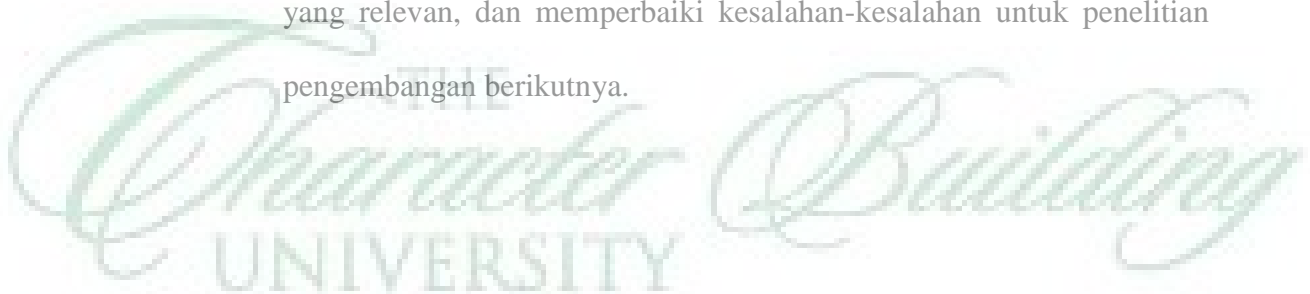 yang relevan, dan memperbaiki kesalahan-kesalahan untuk penelitian
pengembangan berikutnya.
THE
Character Building
UNIVERSITY